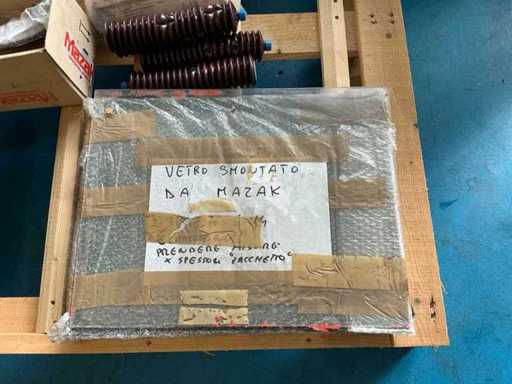 Mazak
VETRO SMONTATO
DA MAZAK
PRENDERE MISURE
X SPESSORI "PACCHETTO"